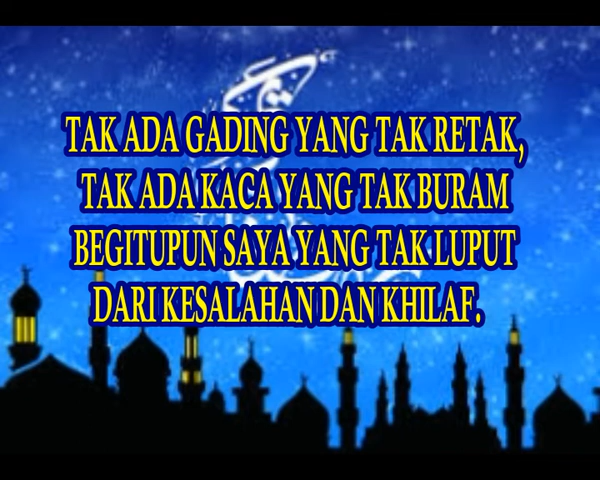 TAK ADA GADING YANG TAK RETAK,
TAK ADA KACA YANG TAK BURAM
BEGITUPUN SAYA YANG TAK LUPUT
DARI KESALAHAN DAN KHILAF.